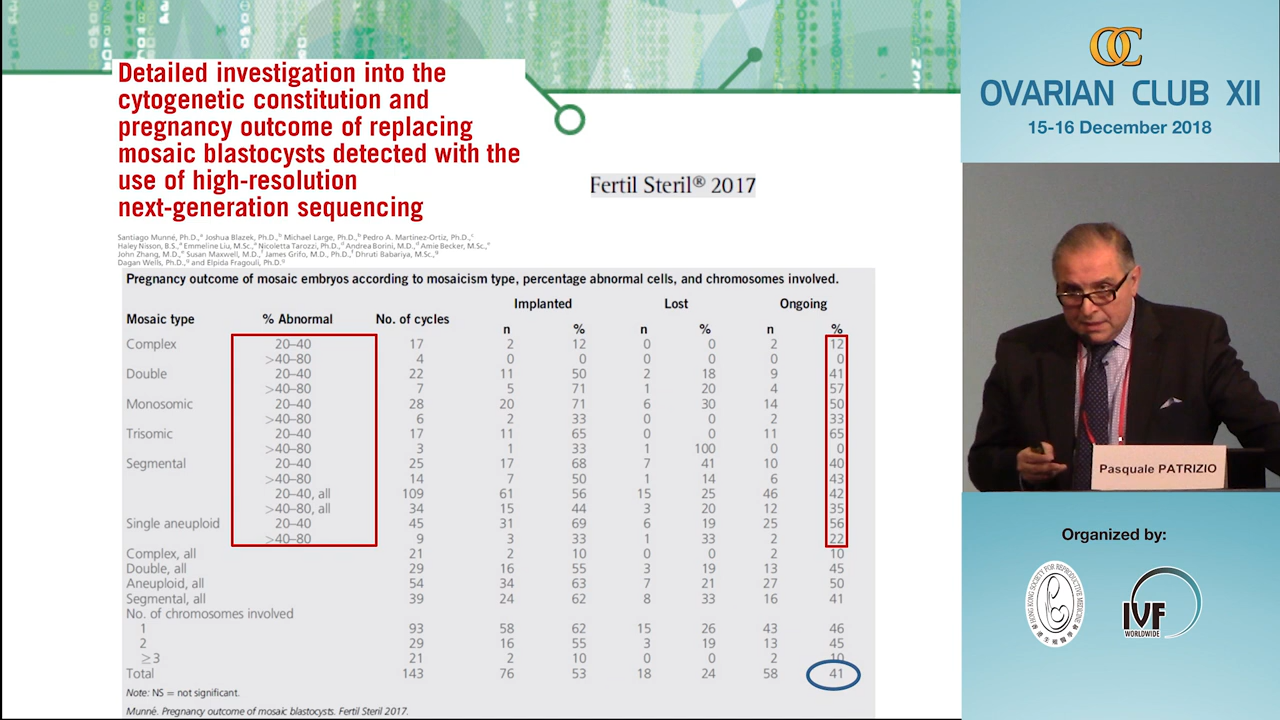 Detailed investigation into the
cytogenetic constitution and
pregnancy outcome of replacing
mosaic blastocysts detected with the
use of high-resolution
next-generation sequencing
Fertil Steril® 2017
Santiago Munné, Ph.D.,a Joshua Blazek, Ph.D.,b Michael Large, Ph.D.,b Pedro A. Martinez-Ortiz, Ph.D.,c
Haley Nisson, B.S.,a Emmeline Liu, M.Sc.,a Nicoletta Tarozzi, Ph.D.,d Andrea Borini, M.D.,d Amie Becker, M.Sc.,e
John Zhang, M.D.,e Susan Maxwell, M.D.,f James Grifo, M.D., Ph.D.,f Dhruti Babariya, M.Sc.,g
Dagan Wells, Ph.D.,g and Elpida Fragouli, Ph.D.g
Pregnancy outcome of mosaic embryos according to mosaicism type, percentage abnormal cells, and chromosomes involved.
Implanted Lost Ongoing
Mosaic type % Abnormal No. of cycles n % n % n %
Complex 20–40 17 2 12 0 0 2 12
>40–80 4 0 0 0 0 0 0
Double 20–40 22 11 50 2 18 9 41
>40–80 7 5 71 1 20 4 57
Monosomic 20–40 28 20 71 6 30 14 50
>40–80 6 2 33 0 0 2 33
Trisomic 20–40 17 11 65 0 0 11 65
>40–80 3 1 33 1 100 0 0
Segmental 20–40 25 17 68 7 41 10 40
>40–80 14 7 50 1 14 6 43
20–40, all 109 61 56 15 25 46 42
>40–80, all 34 15 44 3 20 12 35
Single aneuploid 20–40 45 31 69 6 19 25 56
>40–80 9 3 33 1 33 2 22
Complex, all 21 2 10 0 0 2 10
Double, all 29 16 55 3 19 13 45
Aneuploid, all 54 34 63 7 21 27 50
Segmental, all 39 24 62 8 33 16 41
No. of chromosomes involved
1 93 58 62 15 26 43 46
2 29 16 55 3 19 13 45
≥3 21 2 10 0 0 2 10
Total 143 76 53 18 24 58 41
Note: NS = not significant.
Munné. Pregnancy outcome of mosaic blastocysts. Fertil Steril 2017.
OC
OVARIAN CLUB XII
15-16 December 2018
Pasquale PATRIZIO
Organized by:
HONG KONG SOCIETY FOR REPRODUCTIVE MEDICINE
IVF
WORLDWIDE